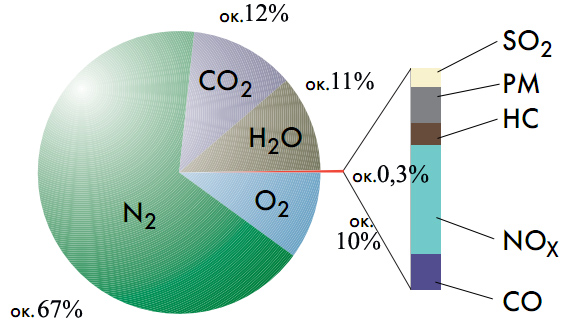 ок.12%
CO₂
ок.11%
H₂O
ок.0,3%
O₂
ок.
10%
N₂
ок.67%
SO₂
PM
HC
NOₓ
CO